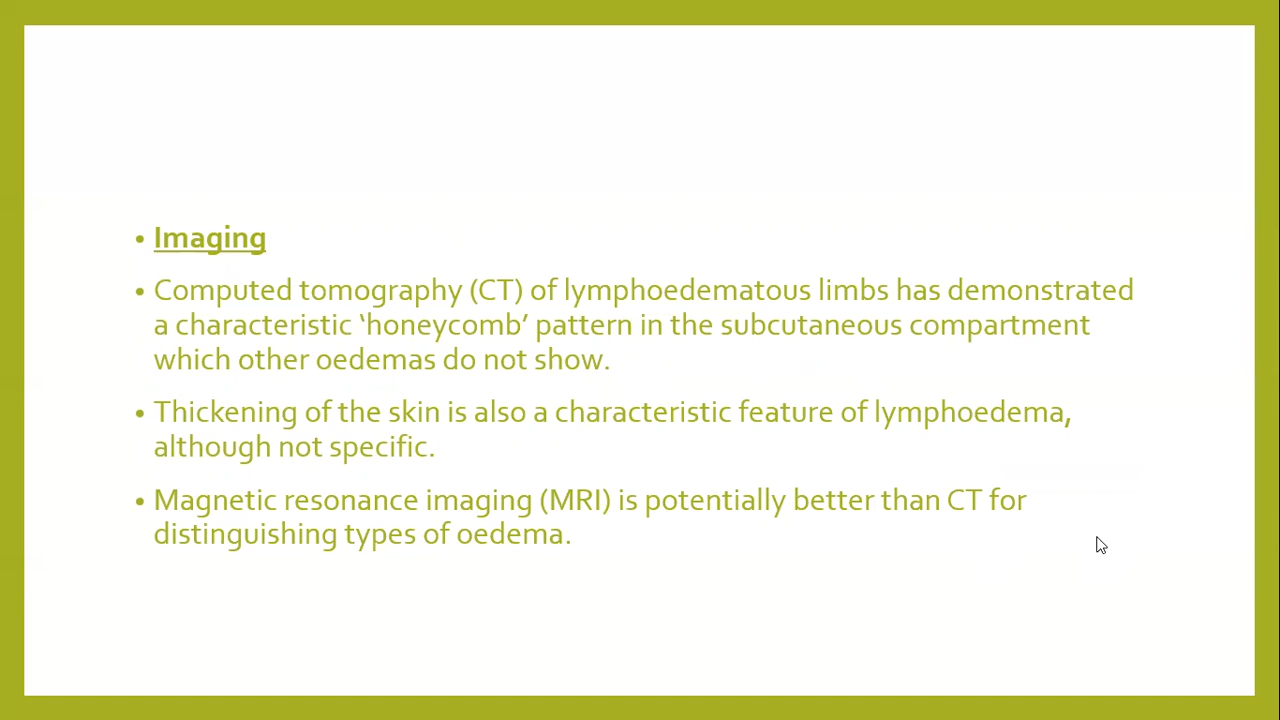 • Imaging
• Computed tomography (CT) of lymphoedematous limbs has demonstrated
a characteristic ‘honeycomb’ pattern in the subcutaneous compartment
which other oedemas do not show.
• Thickening of the skin is also a characteristic feature of lymphoedema,
although not specific.
• Magnetic resonance imaging (MRI) is potentially better than CT for
distinguishing types of oedema.